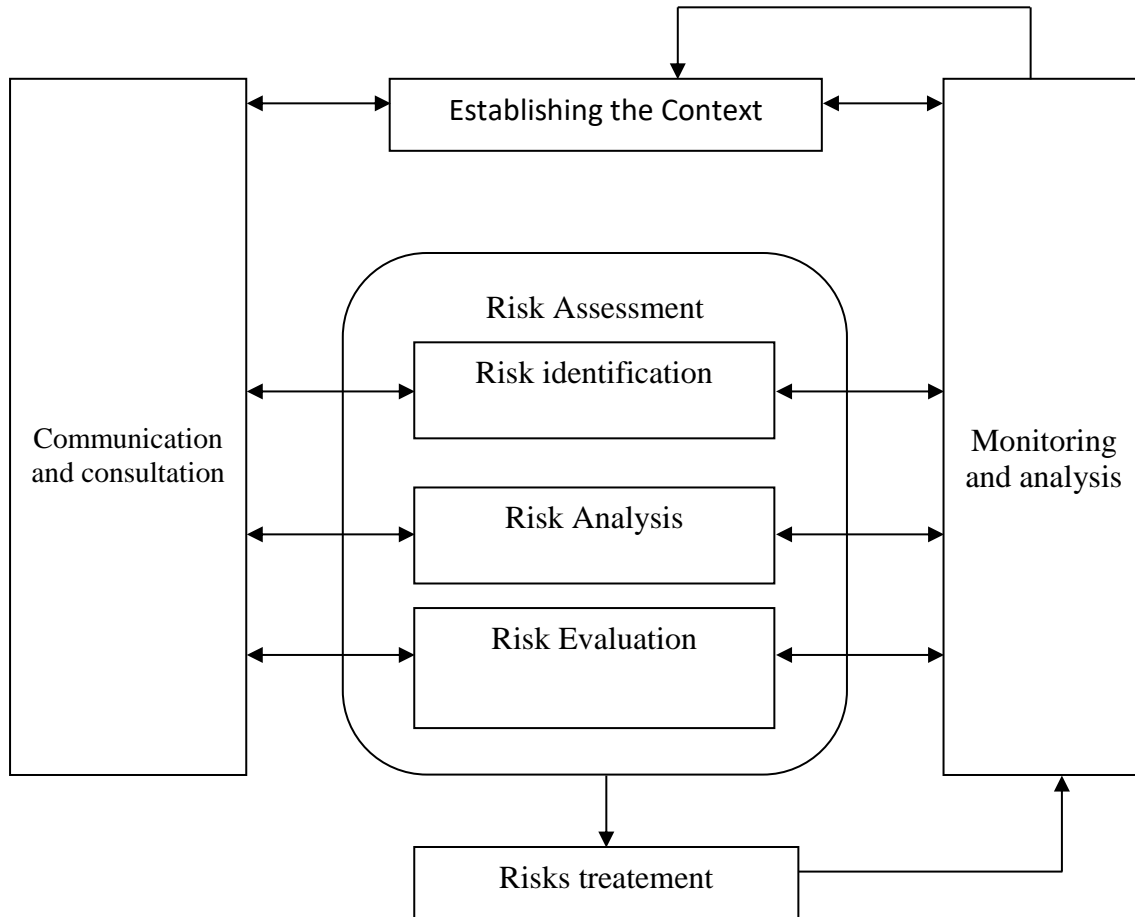 Establishing the Context
Risk Assessment
Risk identification
Communication
and consultation
Monitoring
and analysis
Risk Analysis
Risk Evaluation
Risks treatement